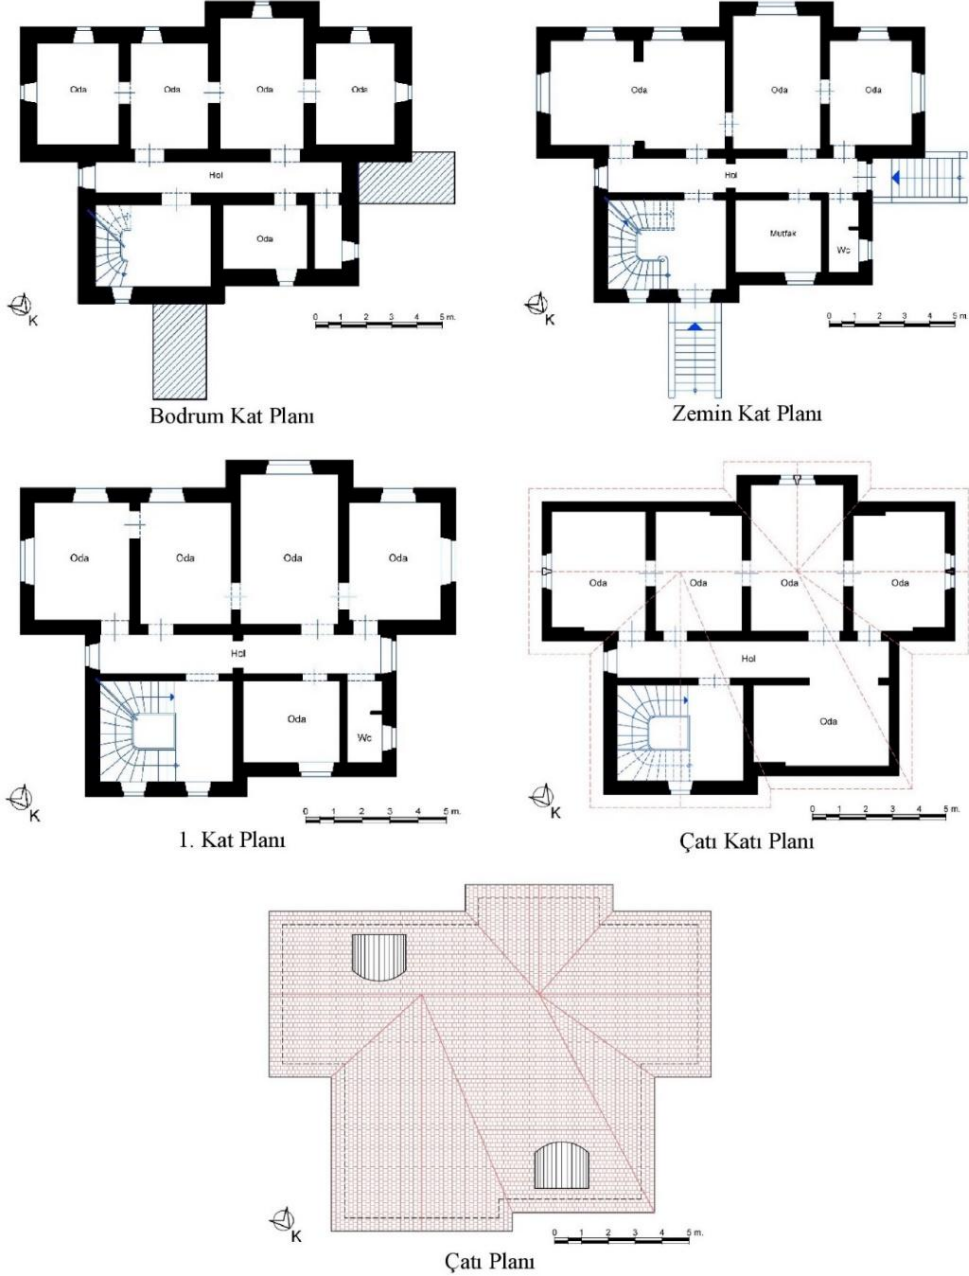 Oda Oda Oda Oda
Hol
Oda
K
0 1 2 3 4 5 m.
Bodrum Kat Planı
Oda Oda Oda
Hol
Mutfak
Wc
K
0 1 2 3 4 5 m.
Zemin Kat Planı
Oda Oda Oda Oda
Hol
Oda
Wc
K
0 1 2 3 4 5 m.
1. Kat Planı
Oda Oda Oda Oda
Hol
Oda
K
0 1 2 3 4 5 m.
Çatı Katı Planı
K
0 1 2 3 4 5 m.
Çatı Planı